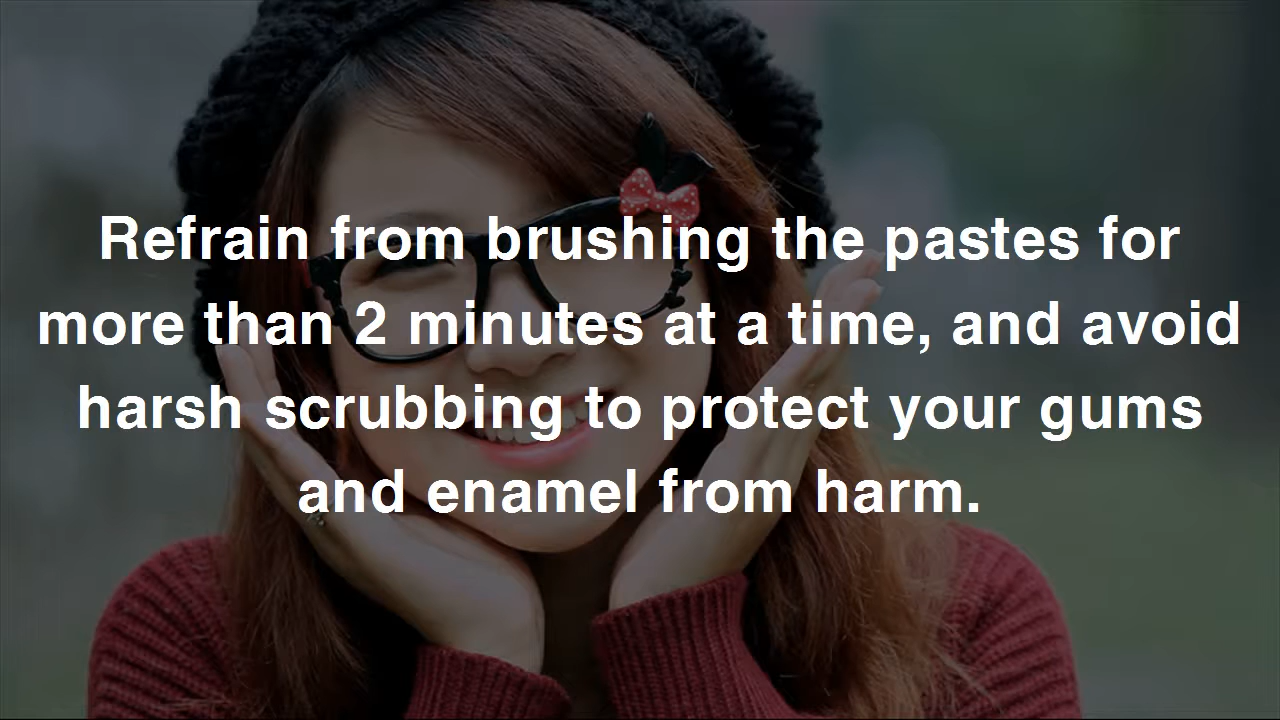 Refrain from brushing the pastes for
more than 2 minutes at a time, and avoid
harsh scrubbing to protect your gums
and enamel from harm.